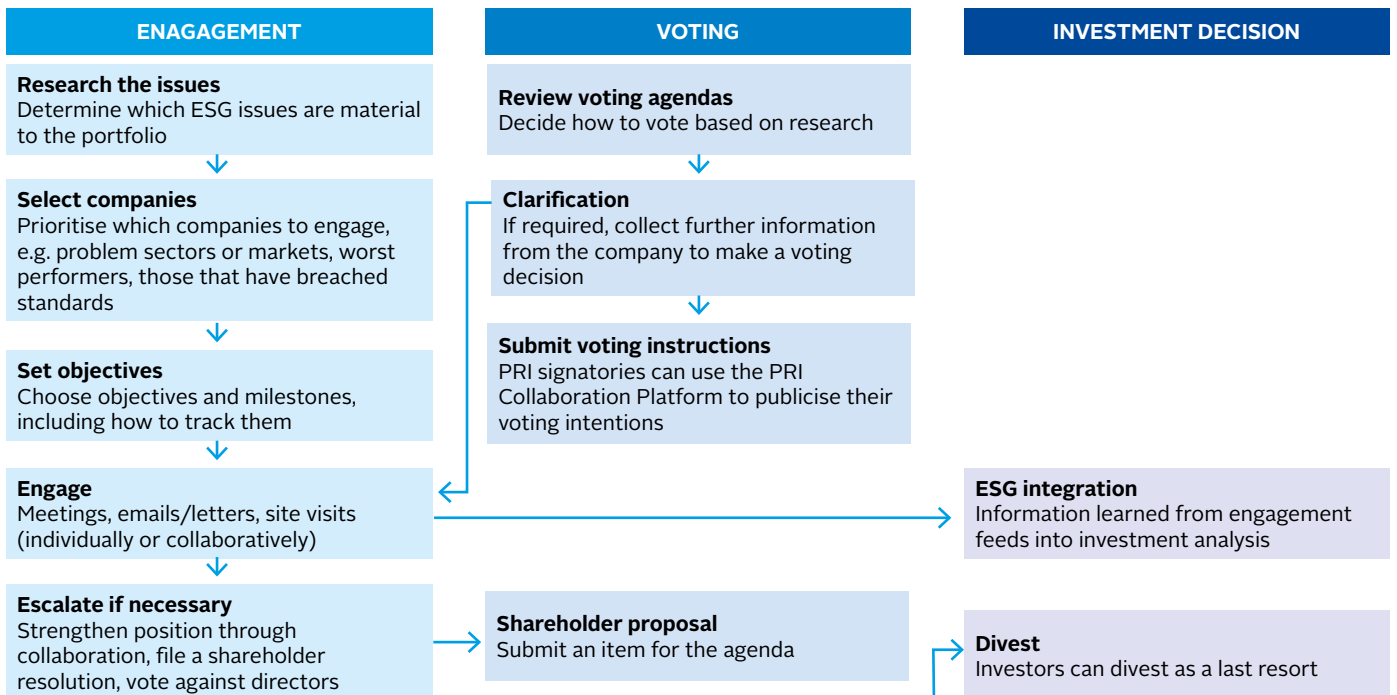 ENAGAGEMENT
Research the issues
Determine which ESG issues are material
to the portfolio
Select companies
Prioritise which companies to engage,
e.g. problem sectors or markets, worst
performers, those that have breached
standards
Set objectives
Choose objectives and milestones,
including how to track them
Engage
Meetings, emails/letters, site visits
(individually or collaboratively)
Escalate if necessary
Strengthen position through
collaboration, file a shareholder
resolution, vote against directors
VOTING
Review voting agendas
Decide how to vote based on research
Clarification
If required, collect further information
from the company to make a voting
decision
Submit voting instructions
PRI signatories can use the PRI
Collaboration Platform to publicise their
voting intentions
Shareholder proposal
Submit an item for the agenda
INVESTMENT DECISION
ESG integration
Information learned from engagement
feeds into investment analysis
Divest
Investors can divest as a last resort